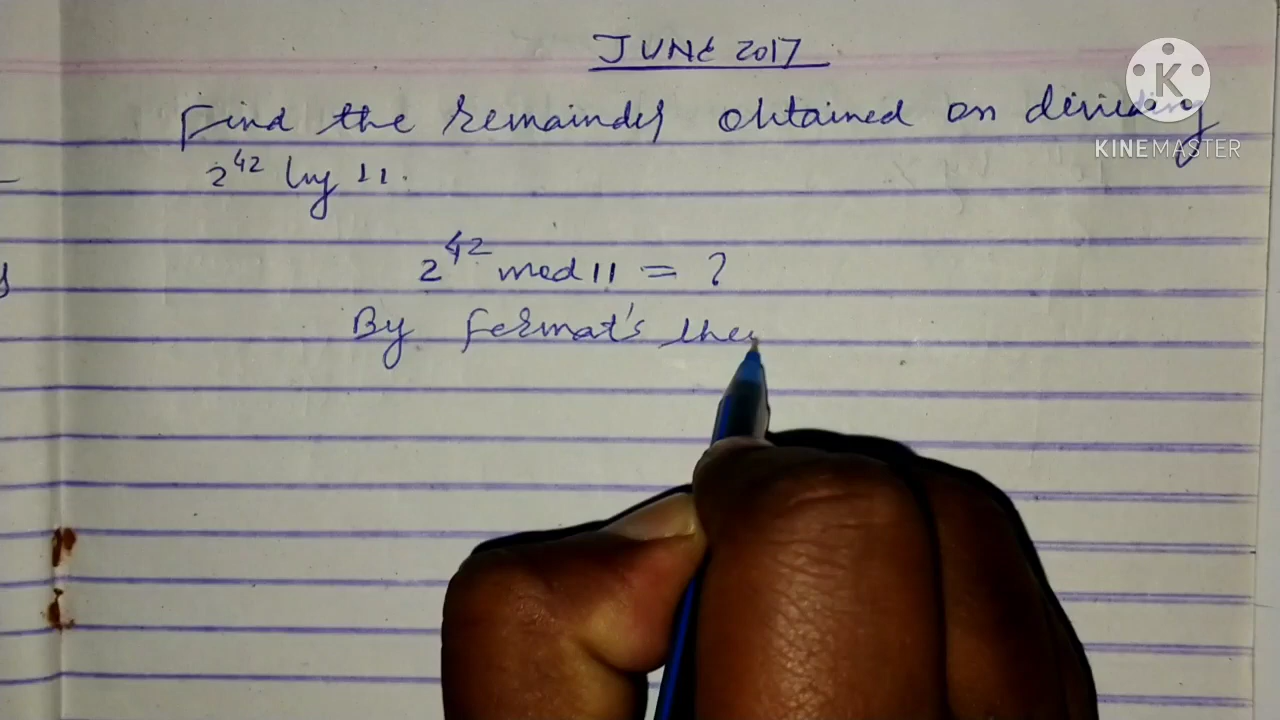 JUNE 2017
Find the remainder obtained on dividing
2^42 by 11.
2^42 mod 11 = ?
By Fermat's theo
K
KINEMASTER